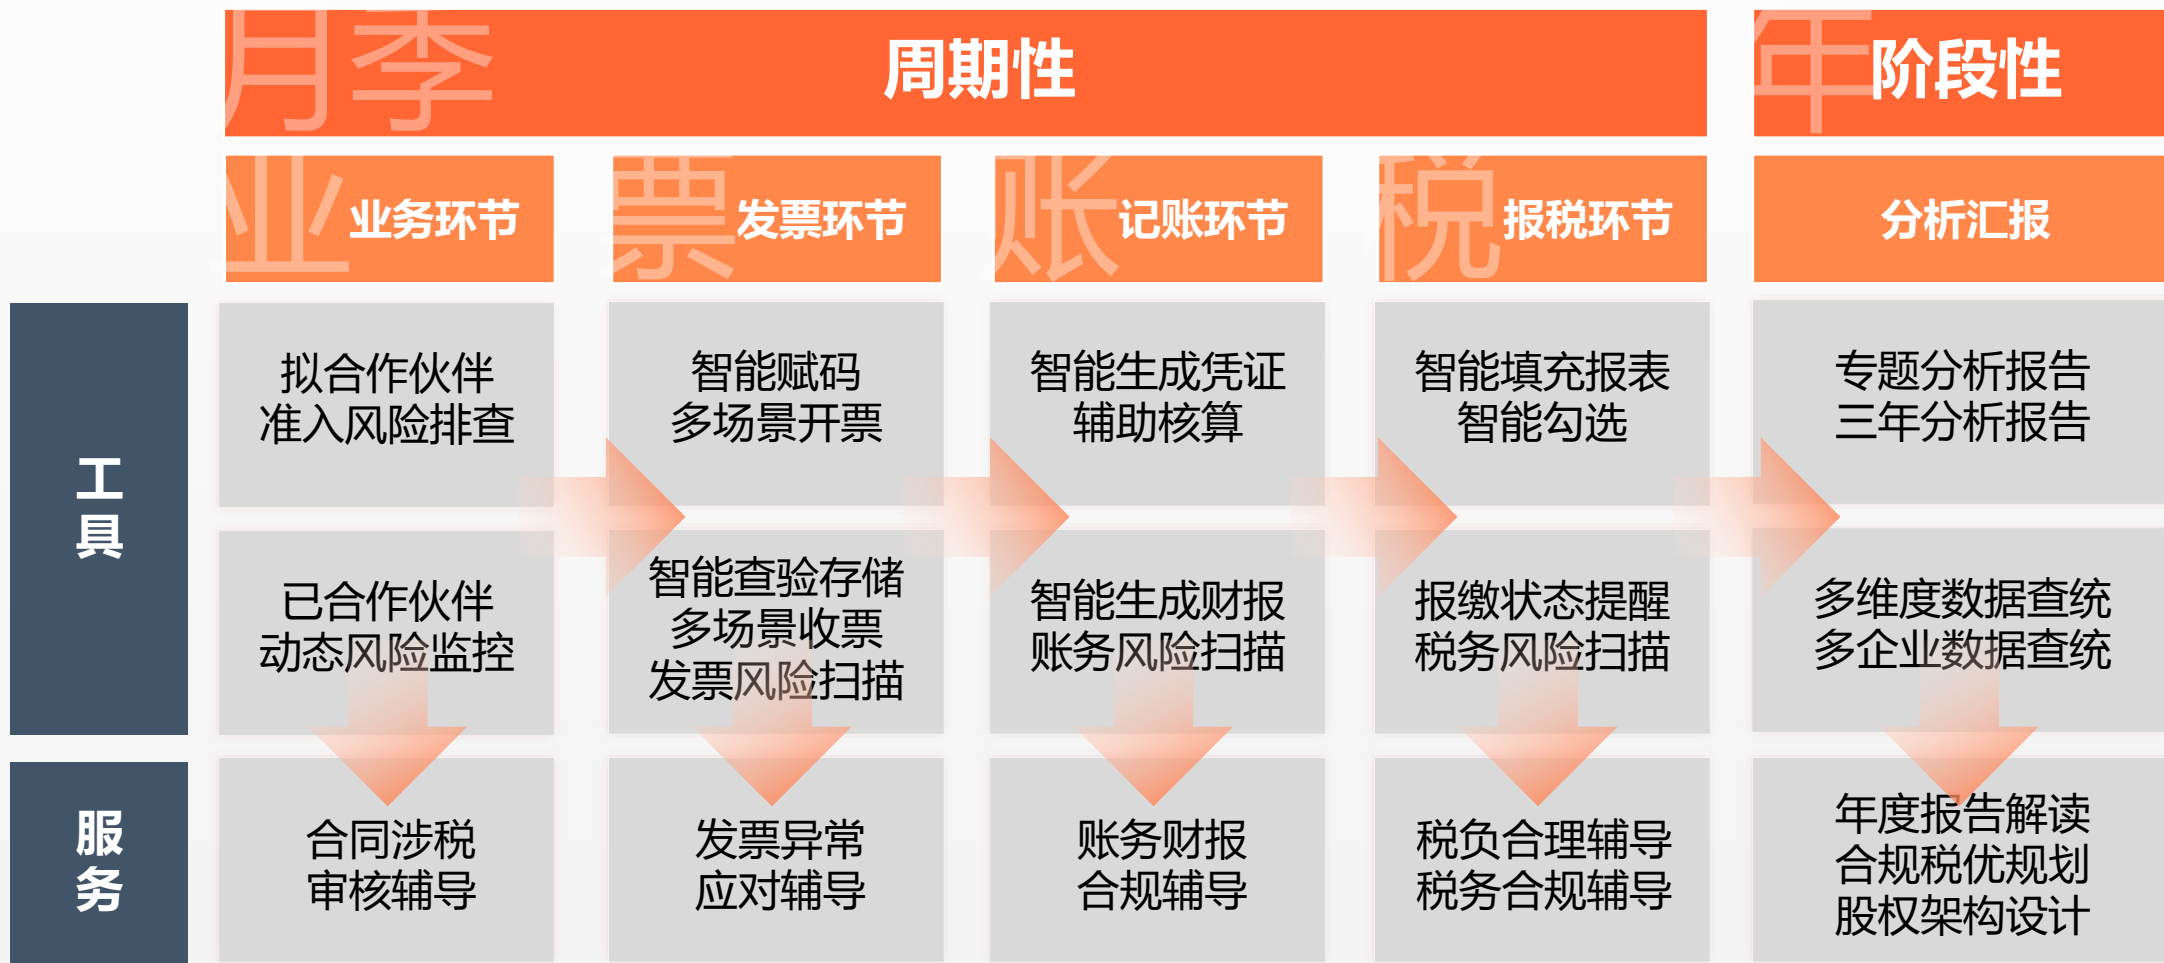 月季
周期性
年
阶段性
业
业务环节
票
发票环节
账
记账环节
税
报税环节
分析汇报
工
具
拟合作伙伴
准入风险排查
智能赋码
多场景开票
智能生成凭证
辅助核算
智能填充报表
智能勾选
专题分析报告
三年分析报告
已合作伙伴
动态风险监控
智能查验存储
多场景收票
发票风险扫描
智能生成财报
账务风险扫描
报缴状态提醒
税务风险扫描
多维度数据查统
多企业数据查统
服
务
合同涉税
审核辅导
发票异常
应对辅导
账务财报
合规辅导
税负合理辅导
税务合规辅导
年度报告解读
合规税优规划
股权架构设计